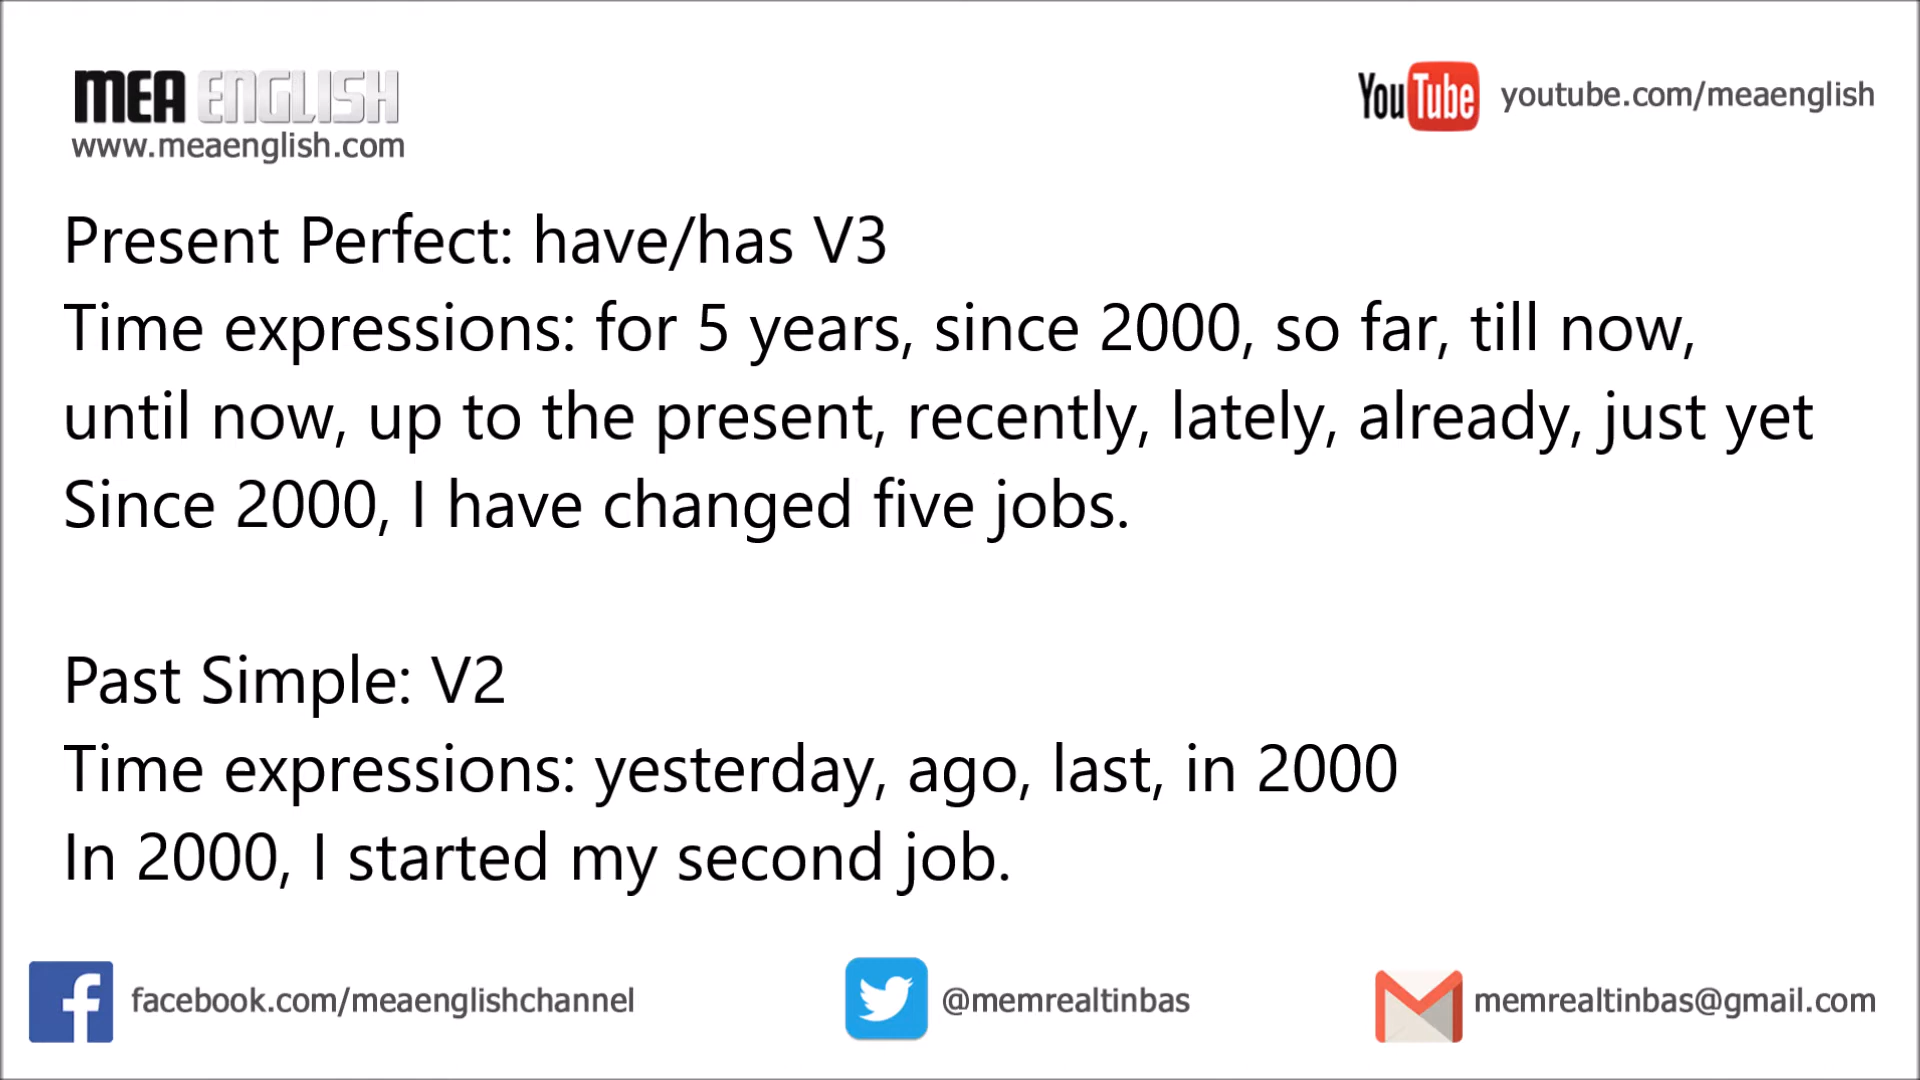 MEA ENGLISH
www.meaenglish.com
YouTube youtube.com/meaenglish
Present Perfect: have/has V3
Time expressions: for 5 years, since 2000, so far, till now,
until now, up to the present, recently, lately, already, just yet
Since 2000, I have changed five jobs.
Past Simple: V2
Time expressions: yesterday, ago, last, in 2000
In 2000, I started my second job.
facebook.com/meaenglishchannel
@memrealtinbas
memrealtinbas@gmail.com